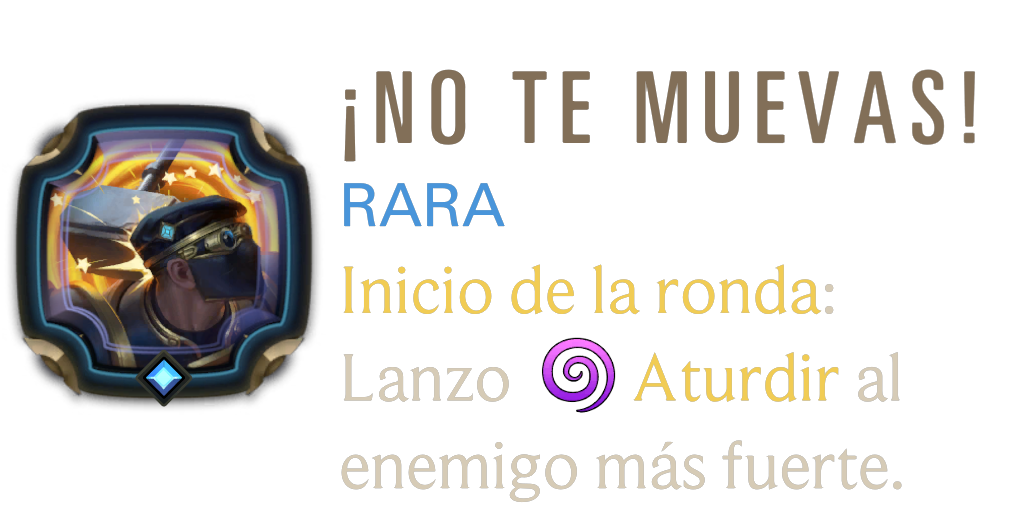 ¡NO TE MUEVAS!
RARA
Inicio de la ronda:
Lanzo Aturdir al
enemigo más fuerte.